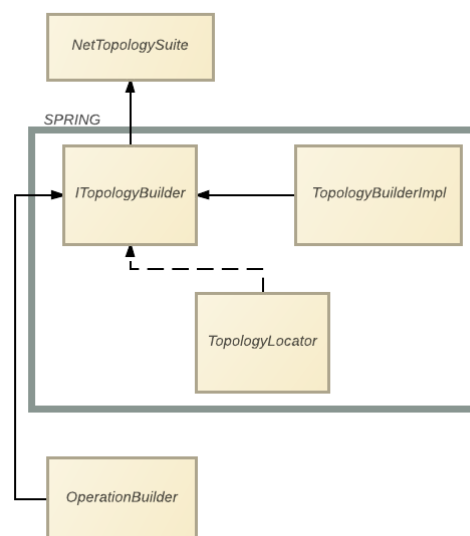 NetTopologySuite
SPRING
ITopologyBuilder
TopologyBuilderImpl
TopologyLocator
OperationBuilder